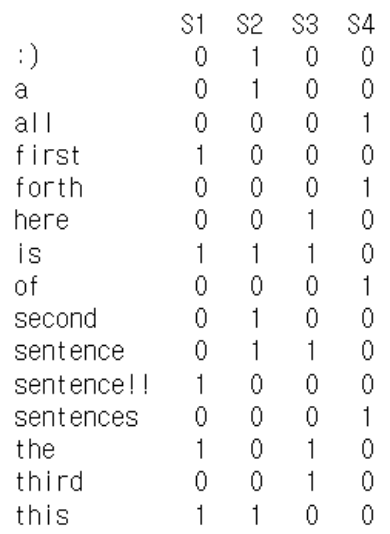 S1 S2 S3 S4
:) 0 1 0 0
a 0 1 0 0
all 0 0 0 1
first 1 0 0 0
forth 0 0 0 1
here 0 0 1 0
is 1 1 1 0
of 0 0 0 1
second 0 1 0 0
sentence 0 1 1 0
sentence!! 1 0 0 0
sentences 0 0 0 1
the 1 0 1 0
third 0 0 1 0
this 1 1 0 0